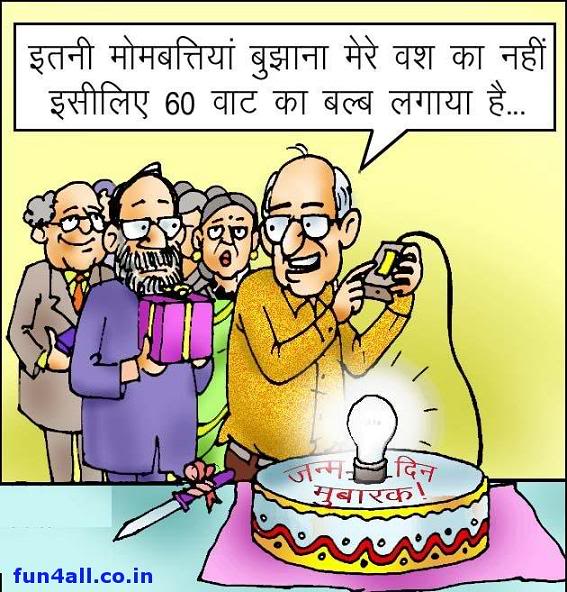 इतनी मोमबत्तियां बुझाना मेरे वश का नहीं
इसीलिए 60 वाट का बल्ब लगाया है...
जन्म दिन
मुबारक!
fun4all.co.in